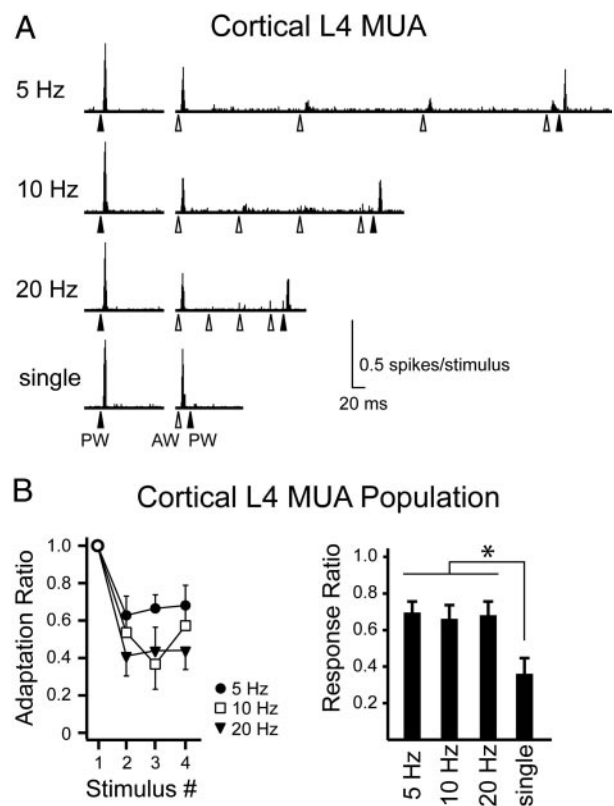 A
Cortical L4 MUA
5 Hz
10 Hz
20 Hz
single
0.5 spikes/stimulus
20 ms
PW AW PW
B
Cortical L4 MUA Population
Adaptation Ratio
1.0
0.8
0.6
0.4
0.2
0
1 2 3 4
Stimulus #
5 Hz
10 Hz
20 Hz
Response Ratio
1.0
0.8
0.6
0.4
0.2
*
5 Hz
10 Hz
20 Hz
single